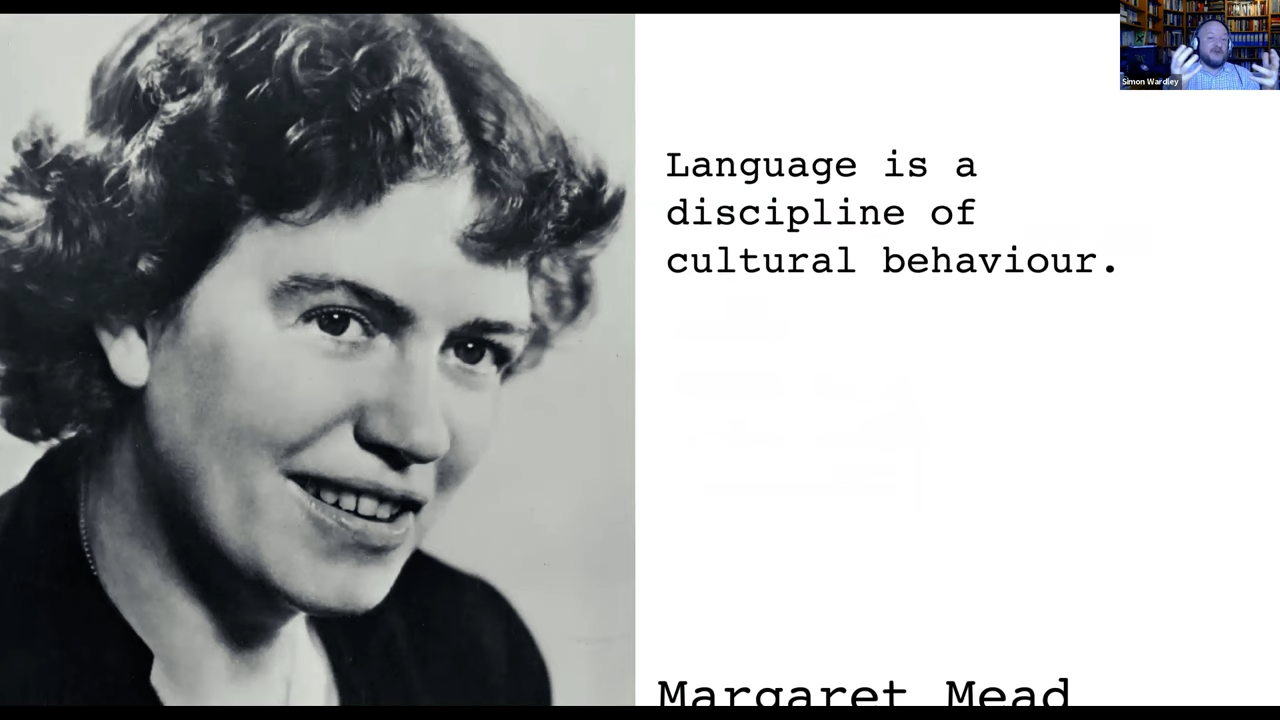 Simon Wardley
Language is a
discipline of
cultural behaviour.
Margaret Mead